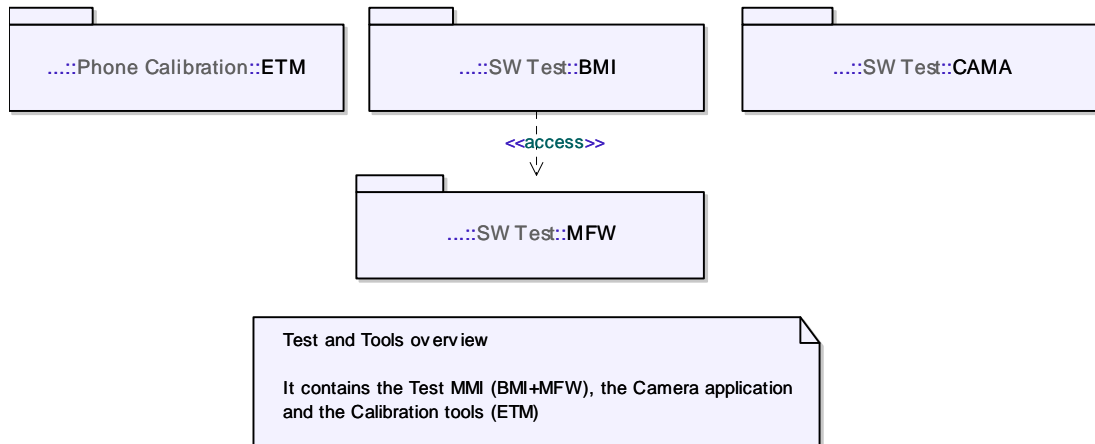 ...::Phone Calibration::ETM
...::SW Test::BMI
...::SW Test::CAMA
<<access>>
...::SW Test::MFW
Test and Tools overview
It contains the Test MMI (BMI+MFW), the Camera application
and the Calibration tools (ETM)